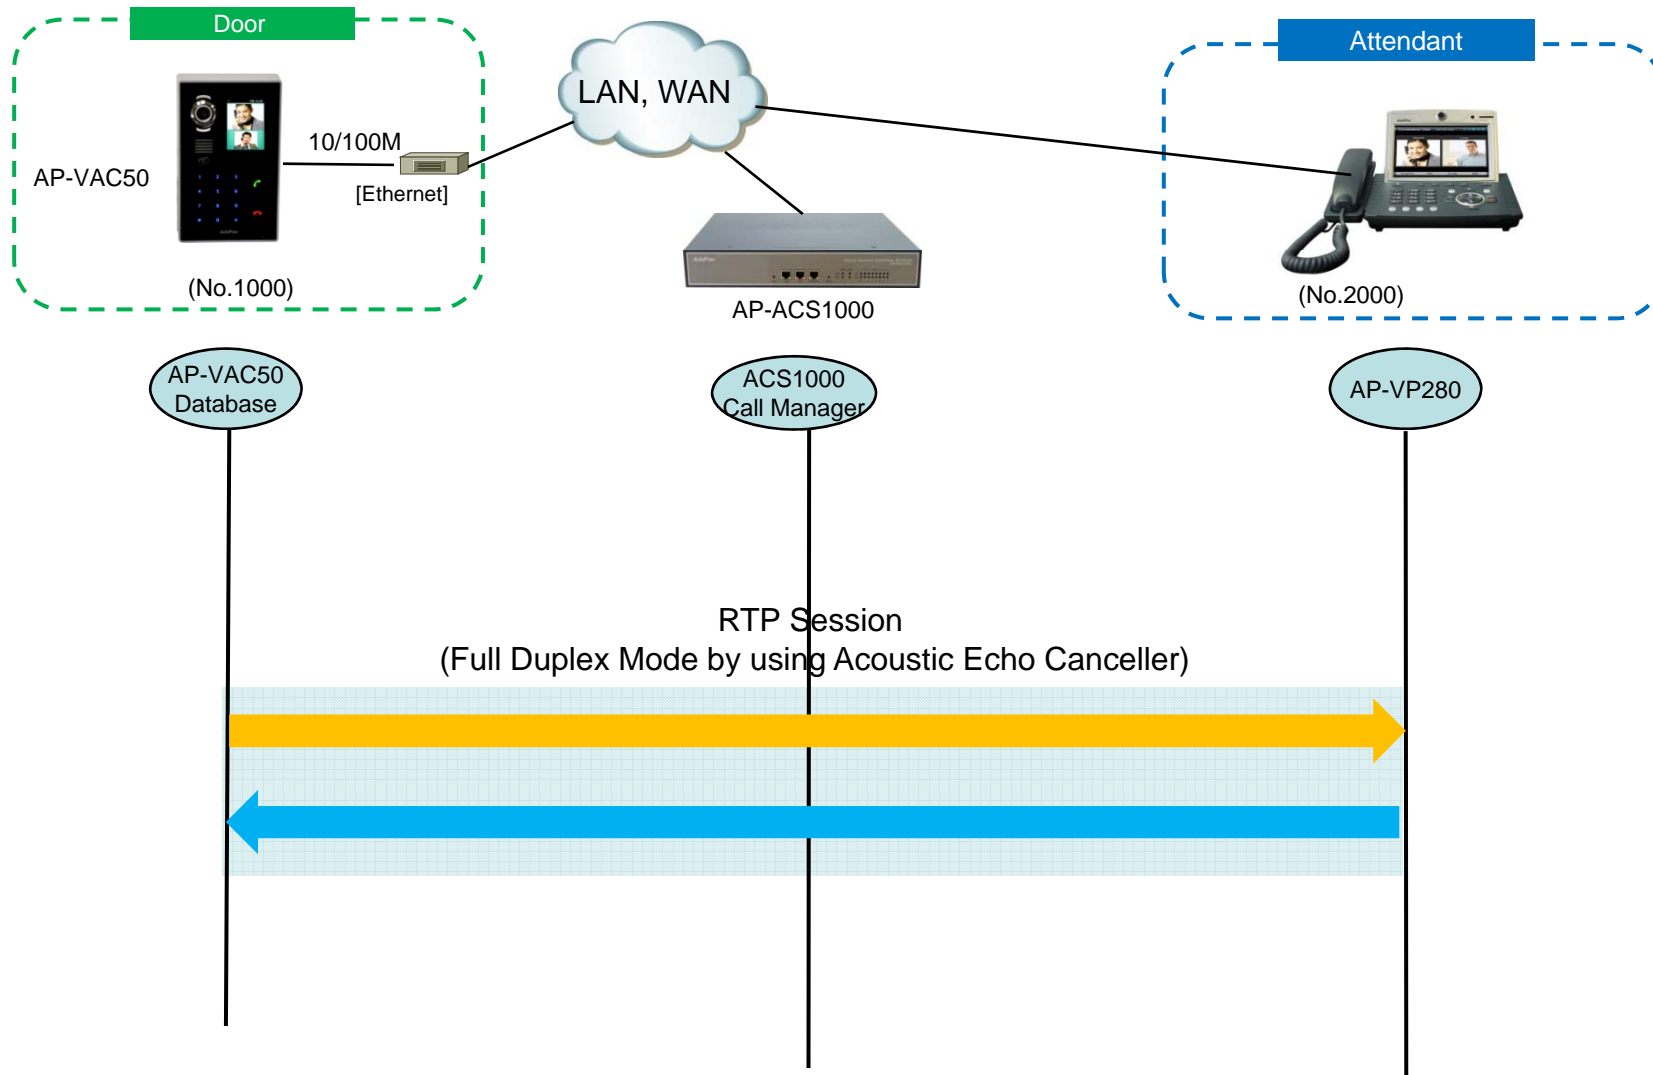 Door
Attendant
LAN, WAN
10/100M
AP-VAC50
[Ethernet]
(No.1000)
AP-ACS1000
(No.2000)
AP-VAC50
Database
ACS1000
Call Manager
AP-VP280
RTP Session
(Full Duplex Mode by using Acoustic Echo Canceller)